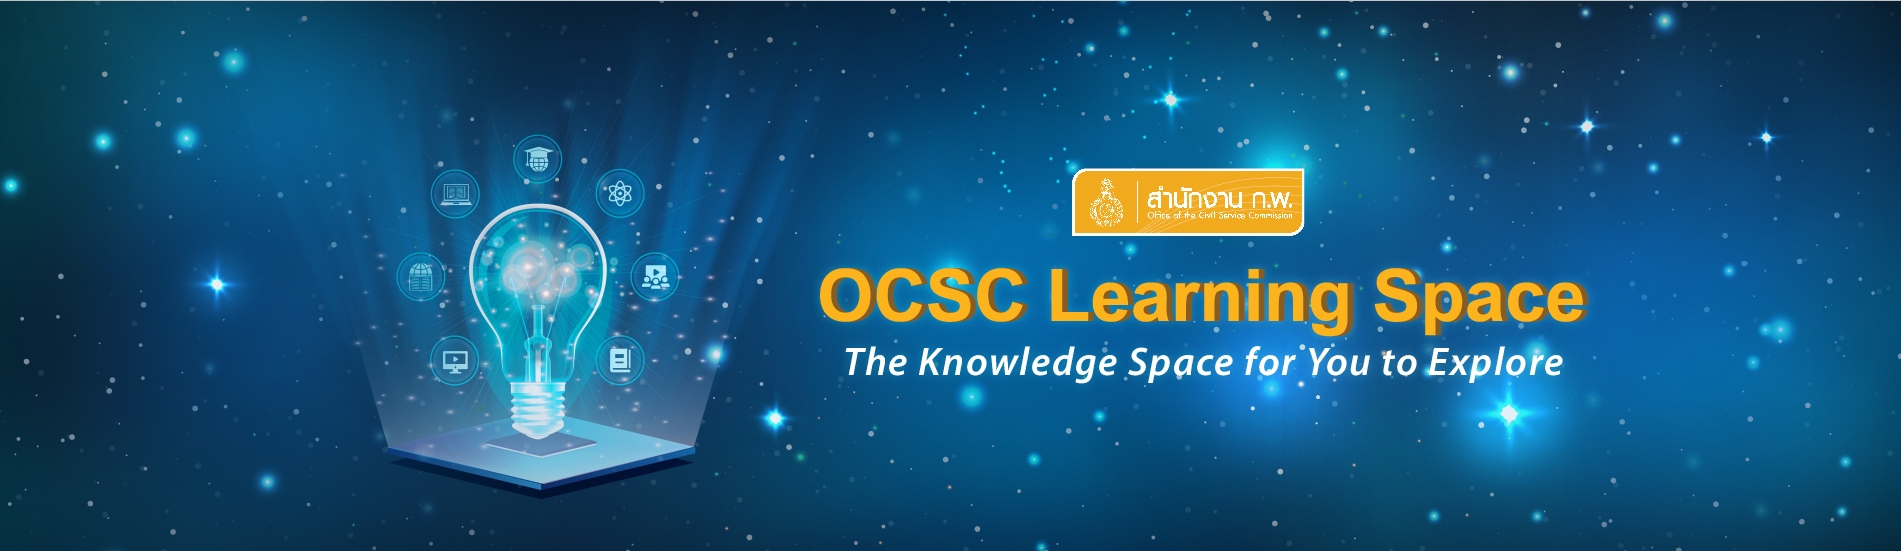 สำนักงาน ก.พ.
Office of the Civil Service Commission
OCSC Learning Space
The Knowledge Space for You to Explore